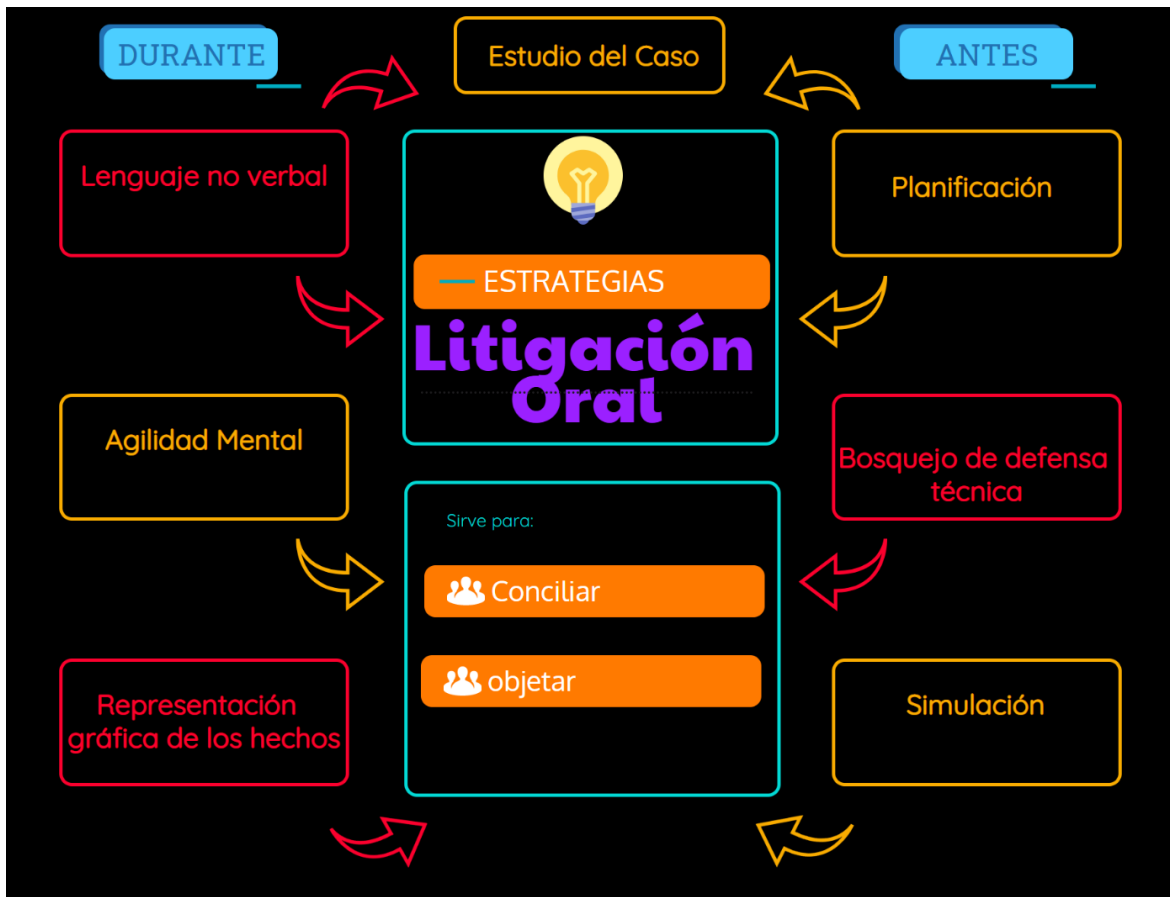 DURANTE
Estudio del Caso
ANTES
Lenguaje no verbal
Planificación
ESTRATEGIAS
Litigación
Oral
Agilidad Mental
Bosquejo de defensa
técnica
Sirve para:
Conciliar
objetar
Representación
gráfica de los hechos
Simulación